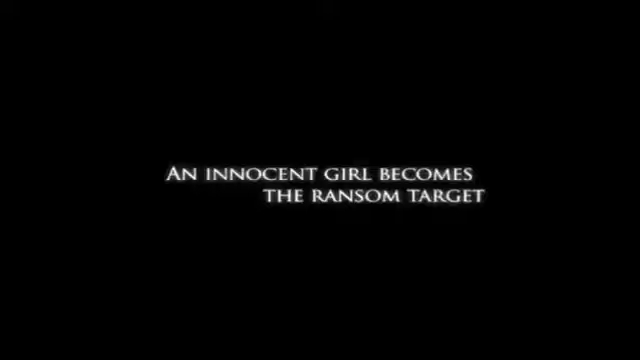 AN INNOCENT GIRL BECOMES
THE RANSOM TARGET